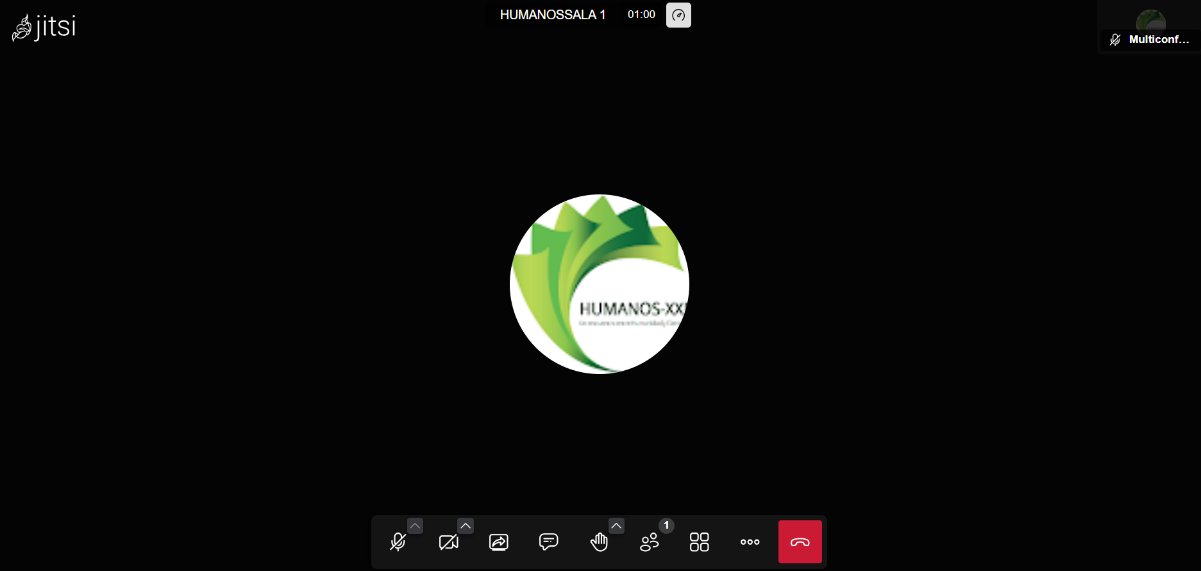 jitsi
HUMANOSSALA 1
01:00
Multiconf...
HUMANOS-XX
1